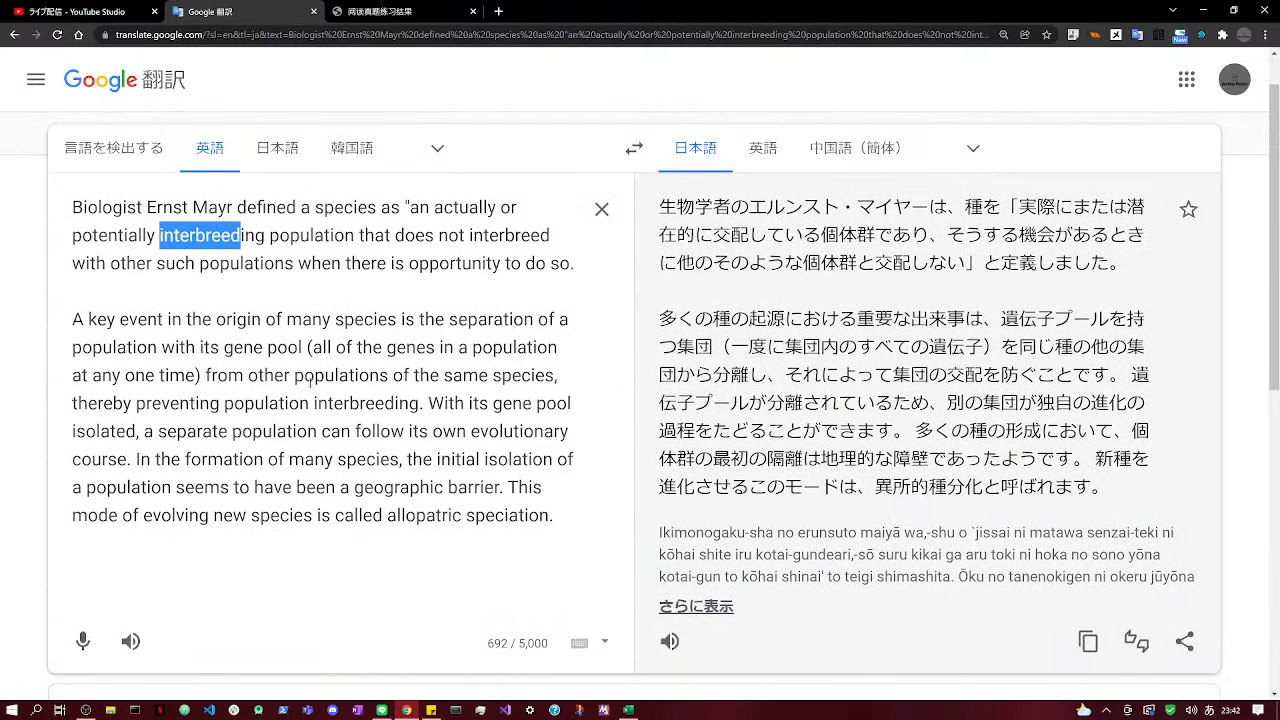 ライブ配信 - YouTube Studio
Google 翻訳
阅读真题练习结果
translate.google.com/?sl=en&tl=ja&text=Biologist%20Ernst%20Mayr%20defined%20a%20species%20as%20"an%20actually%20or%20potentially%20interbreeding%20population%20that%20does%20not%20int...
New
Google 翻訳
言語を検出する 英語 日本語 韓国語
日本語 英語 中国語（簡体）
Biologist Ernst Mayr defined a species as "an actually or
potentially interbreeding population that does not interbreed
with other such populations when there is opportunity to do so.
A key event in the origin of many species is the separation of a
population with its gene pool (all of the genes in a population
at any one time) from other populations of the same species,
thereby preventing population interbreeding. With its gene pool
isolated, a separate population can follow its own evolutionary
course. In the formation of many species, the initial isolation of
a population seems to have been a geographic barrier. This
mode of evolving new species is called allopatric speciation.
692 / 5,000
生物学者のエルンスト・マイヤーは、種を「実際にまたは潜
在的に交配している個体群であり、そうする機会があるとき
に他のそのような個体群と交配しない」と定義しました。
多くの種の起源における重要な出来事は、遺伝子プールを持
つ集団（一度に集団内のすべての遺伝子）を同じ種の他の集
団から分離し、それによって集団の交配を防ぐことです。 遺
伝子プールが分離されているため、別の集団が独自の進化の
過程をたどることができます。 多くの種の形成において、個
体群の最初の隔離は地理的な障壁であったようです。 新種を
進化させるこのモードは、異所的種分化と呼ばれます。
Ikimonogaku-sha no erunsuto maiyā wa,-shu o `jissai ni matawa senzai-teki ni
kōhai shite iru kotai-gundeari,-sō suru kikai ga aru toki ni hoka no sono yōna
kotai-gun to kōhai shinai' to teigi shimashita. Ōku no tanenokigen ni okeru jūyōna
さらに表示
あ 23:42